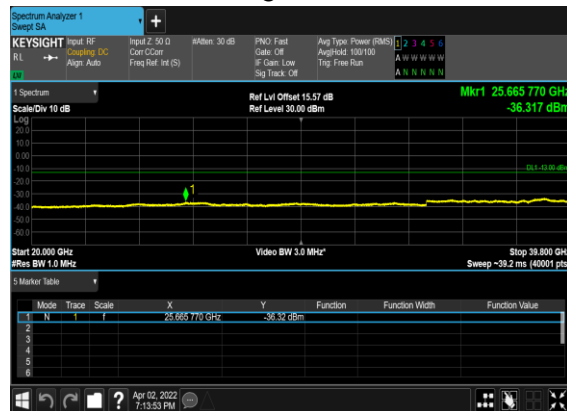 Spectrum Analyzer 1
Swept SA
+
KEYSIGHT Input: RF Input Z: 50 Ω #Atten: 30 dB PNO: Fast Avg Type: Power (RMS) 1 2 3 4 5 6
RL Coupling: DC Corr CCorr Gate: Off Avg|Hold: 100/100 A W W W W W
Align: Auto Freq Ref: Int (S) IF Gain: Low Trig: Free Run
Sig Track: Off A N N N N N
1 Spectrum Ref Lvl Offset 15.57 dB Mkr1 25.665 770 GHz
Scale/Div 10 dB Ref Level 30.00 dBm -36.317 dBm
Log
20.0
10.0
0.00
-10.0 DL1 -13.00 dBm
-20.0
-30.0 1
-40.0
-50.0
-60.0
Start 20.000 GHz Video BW 3.0 MHz* Stop 39.800 GHz
#Res BW 1.0 MHz Sweep ~39.2 ms (40001 pts
5 Marker Table
Mode Trace Scale X Y Function Function Width Function Value
1 N 1 f 25.665 770 GHz -36.32 dBm
2
3
4
5
6
? Apr 02, 2022
7:13:53 PM